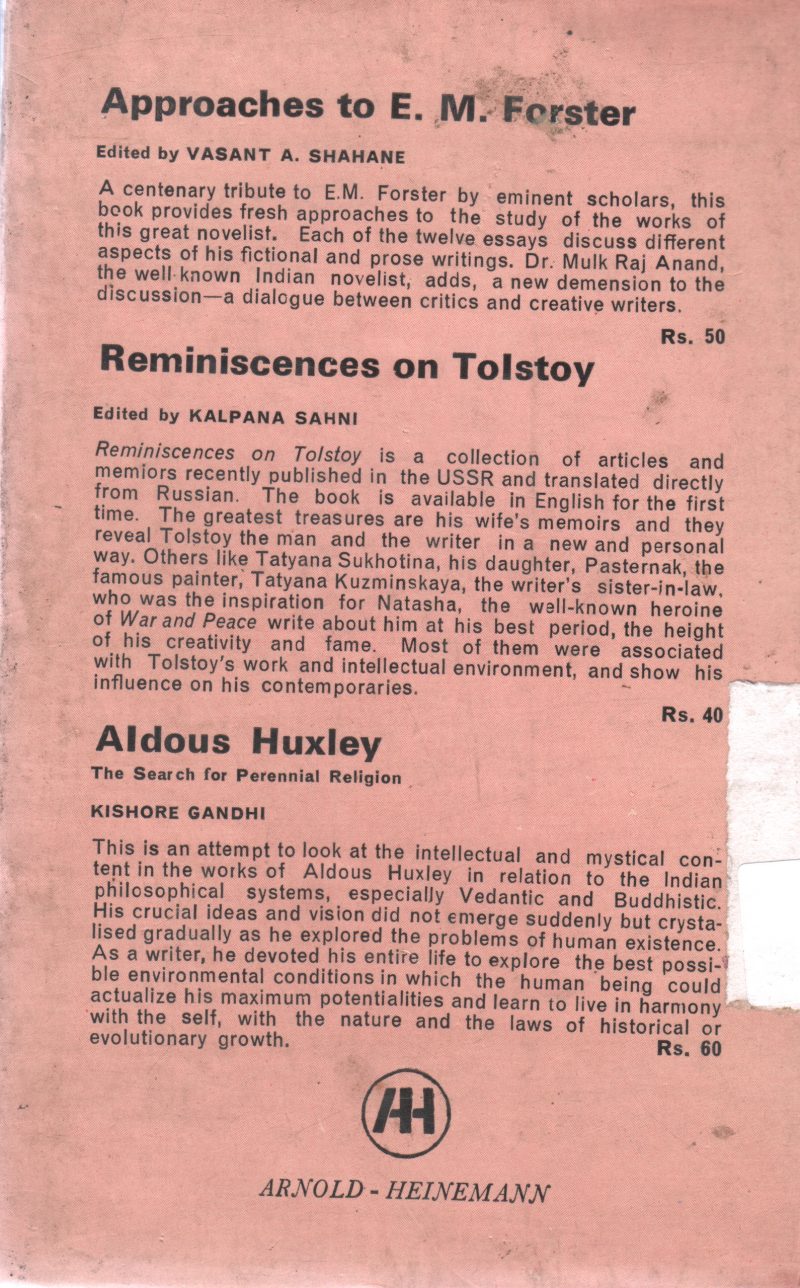 Approaches to E. M. Forster
Edited by VASANT A. SHAHANE
A centenary tribute to E.M. Forster by eminent scholars, this
book provides fresh approaches to the study of the works of
this great novelist. Each of the twelve essays discuss different
aspects of his fictional and prose writings. Dr. Mulk Raj Anand,
the well-known Indian novelist, adds, a new demension to the
discussion—a dialogue between critics and creative writers.
Rs. 50
Reminiscences on Tolstoy
Edited by KALPANA SAHNI
Reminiscences on Tolstoy is a collection of articles and
memiors recently published in the USSR and translated directly
from Russian. The book is available in English for the first
time. The greatest treasures are his wife's memoirs and they
reveal Tolstoy the man and the writer in a new and personal
way. Others like Tatyana Sukhotina, his daughter, Pasternak, the
famous painter, Tatyana Kuzminskaya, the writer's sister-in-law,
who was the inspiration for Natasha, the well-known heroine
of War and Peace write about him at his best period, the height
of his creativity and fame. Most of them were associated
with Tolstoy's work and intellectual environment, and show his
influence on his contemporaries.
Rs. 40
Aldous Huxley
The Search for Perennial Religion
KISHORE GANDHI
This is an attempt to look at the intellectual and mystical con-
tent in the works of Aldous Huxley in relation to the Indian
philosophical systems, especially Vedantic and Buddhistic.
His crucial ideas and vision did not emerge suddenly but crysta-
lised gradually as he explored the problems of human existence.
As a writer, he devoted his entire life to explore the best possi-
ble environmental conditions in which the human being could
actualize his maximum potentialities and learn to live in harmony
with the self, with the nature and the laws of historical or
evolutionary growth.
Rs. 60
AH
ARNOLD - HEINEMANN